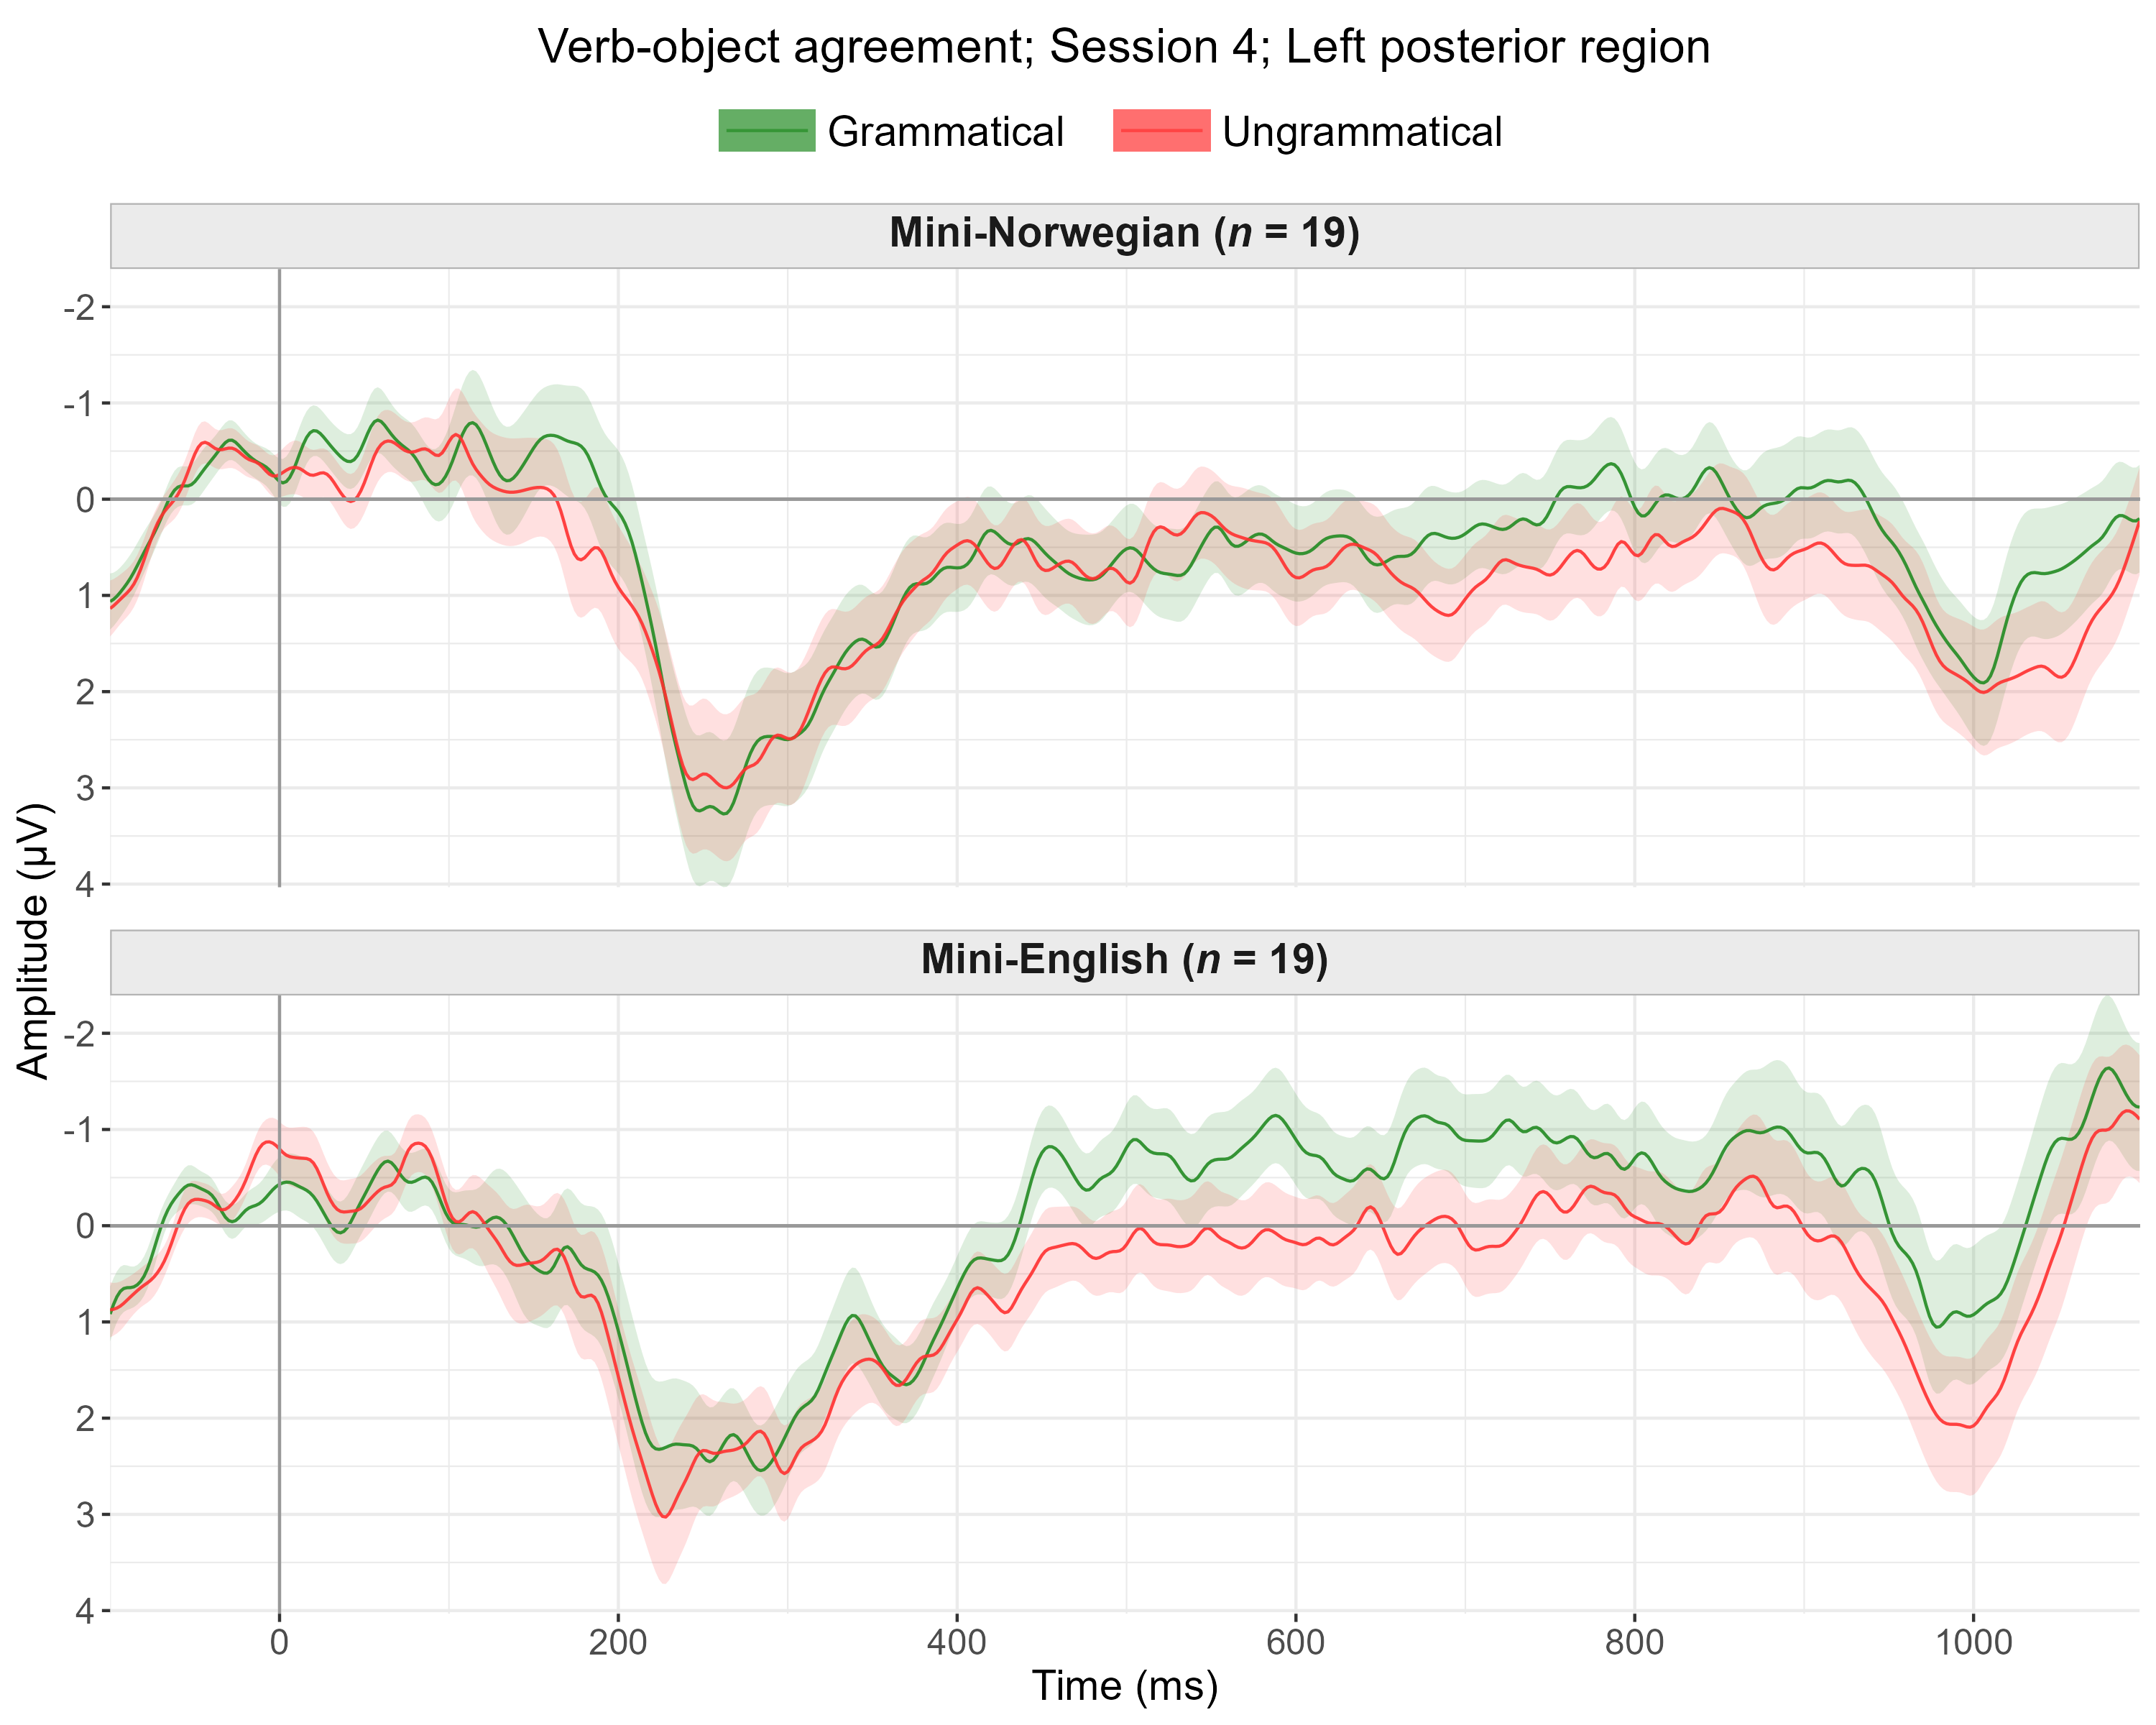 Verb-object agreement; Session 4; Left posterior region
Grammatical Ungrammatical
Mini-Norwegian (n = 19)
-2
-1
0
1
2
3
4
Amplitude (µV)
Mini-English (n = 19)
-2
-1
0
1
2
3
4
0 200 400 600 800 1000
Time (ms)